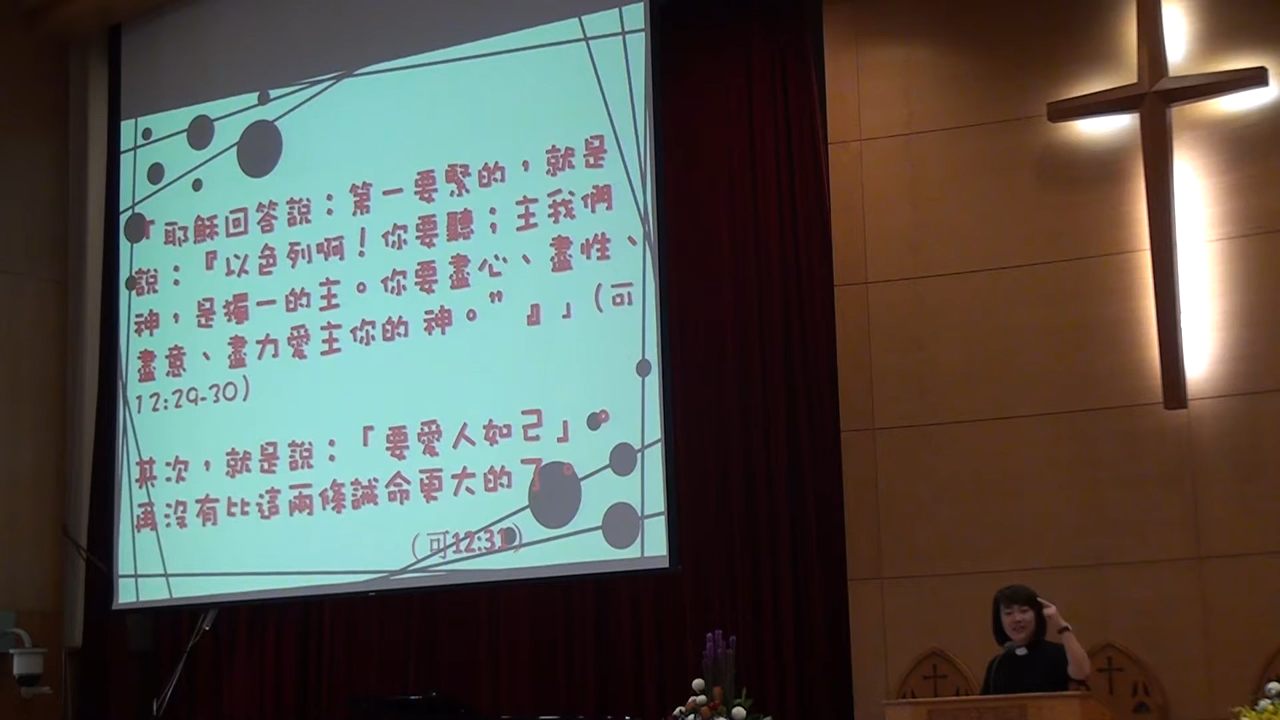 「耶穌回答說：第一要緊的，就是
說：『以色列啊！你要聽；主我們
神，是獨一的主。你要盡心、盡性、
盡意、盡力愛主你的 神。”』」（可
12:29-30）
其次，就是說：「要愛人如己」。
再沒有比這兩條誡命更大的了。
（可12:31）